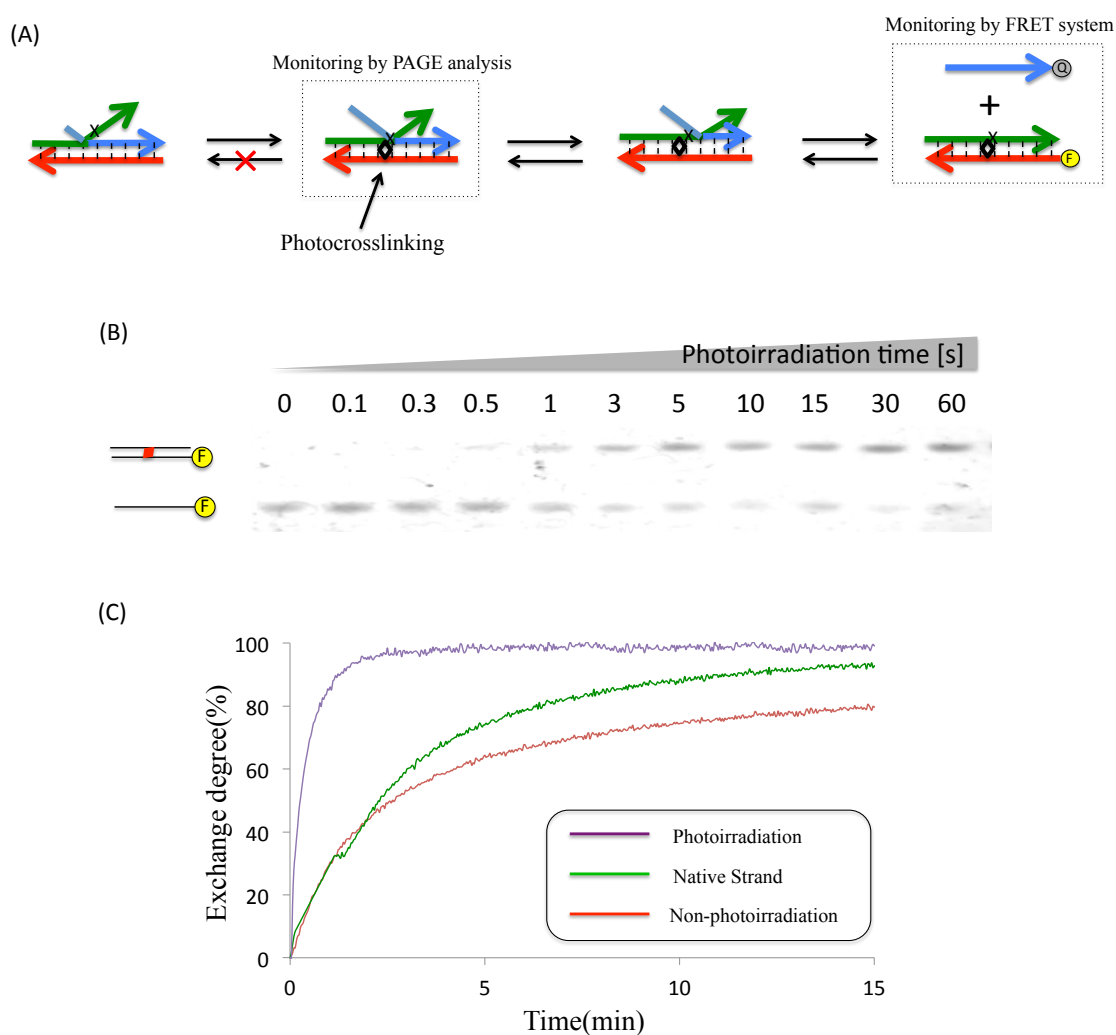 (A)
Monitoring by PAGE analysis
Monitoring by FRET system
Q
X
X
X
+
X
F
Photocrosslinking
(B)
Photoirradiation time [s]
0 0.1 0.3 0.5 1 3 5 10 15 30 60
F
F
(C)
Exchange degree(%)
100
80
60
40
20
0
Photoirradiation
Native Strand
Non-photoirradiation
0 5 10 15
Time(min)